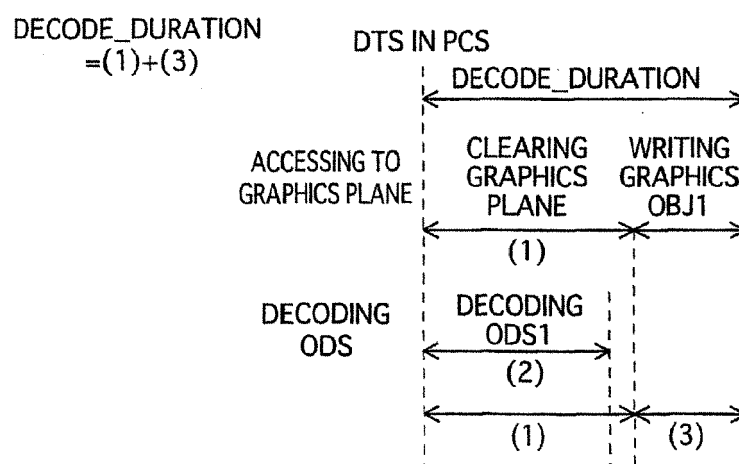 DECODE_DURATION
=(1)+(3)
DTS IN PCS
DECODE_DURATION
ACCESSING TO
GRAPHICS PLANE
CLEARING
GRAPHICS
PLANE
WRITING
GRAPHICS
OBJ1
(1)
DECODING
ODS
DECODING
ODS1
(2)
(1)
(3)